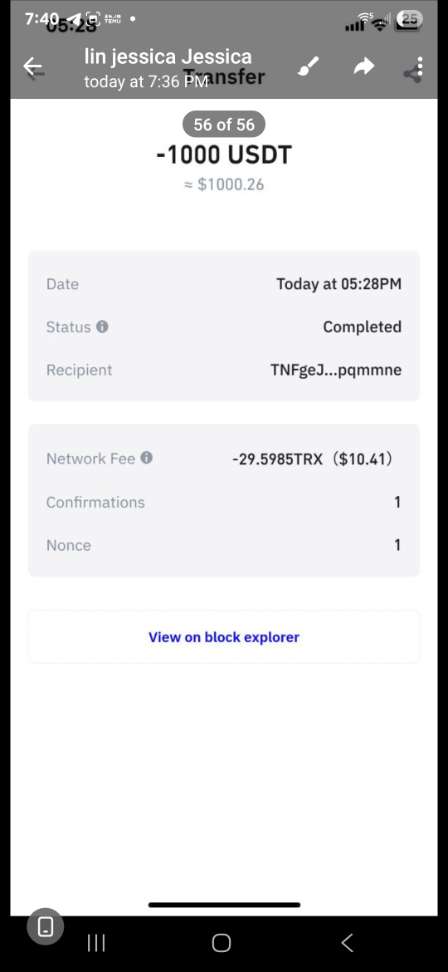 7:40
05:28
25
lin jessica Jessica
today at 7:36 PM
Transfer
56 of 56
-1000 USDT
≈ $1000.26
Date Today at 05:28PM
Status Completed
Recipient TNFgeJ...pqmmne
Network Fee -29.5985TRX ($10.41)
Confirmations 1
Nonce 1
View on block explorer